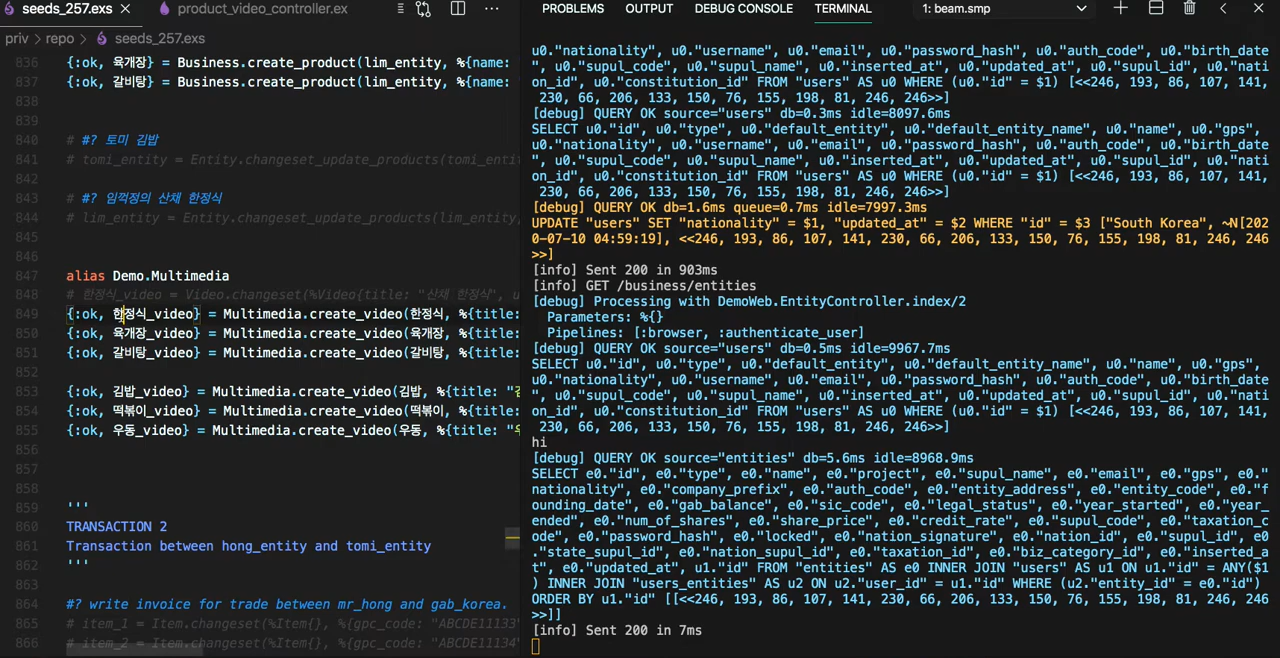 seeds_257.exs
product_video_controller.ex
priv > repo > seeds_257.exs
836 {:ok, 육개장} = Business.create_product(lim_entity, %{name:
837 {:ok, 갈비탕} = Business.create_product(lim_entity, %{name:
838
839
840 # #? 토미 김밥
841 # tomi_entity = Entity.changeset_update_products(tomi_entit
842
843 # #? 임꺽정의 산채 한정식
844 # lim_entity = Entity.changeset_update_products(lim_entity,
845
846
847 alias Demo.Multimedia
848 # 한정식_video = Video.changeset(%Video{title: "산채 한정식", u
849 {:ok, 한정식_video} = Multimedia.create_video(한정식, %{title:
850 {:ok, 육개장_video} = Multimedia.create_video(육개장, %{title:
851 {:ok, 갈비탕_video} = Multimedia.create_video(갈비탕, %{title:
852
853 {:ok, 김밥_video} = Multimedia.create_video(김밥, %{title: "김
854 {:ok, 떡볶이_video} = Multimedia.create_video(떡볶이, %{title:
855 {:ok, 우동_video} = Multimedia.create_video(우동, %{title: "우
856
857
858
859 '''
860 TRANSACTION 2
861 Transaction between hong_entity and tomi_entity
862 '''
863
864 #? write invoice for trade between mr_hong and gab_korea.
865 # item_1 = Item.changeset(%Item{}, %{gpc_code: "ABCDE11133"
866 # item_2 = Item.changeset(%Item{}, %{gpc_code: "ABCDE11134"
PROBLEMS OUTPUT DEBUG CONSOLE TERMINAL 1: beam.smp
u0."nationality", u0."username", u0."email", u0."password_hash", u0."auth_code", u0."birth_date
", u0."supul_code", u0."supul_name", u0."inserted_at", u0."updated_at", u0."supul_id", u0."nati
on_id", u0."constitution_id" FROM "users" AS u0 WHERE (u0."id" = $1) [<<246, 193, 86, 107, 141,
230, 66, 206, 133, 150, 76, 155, 198, 81, 246, 246>>]
[debug] QUERY OK source="users" db=0.3ms idle=8097.6ms
SELECT u0."id", u0."type", u0."default_entity", u0."default_entity_name", u0."name", u0."gps",
u0."nationality", u0."username", u0."email", u0."password_hash", u0."auth_code", u0."birth_date
", u0."supul_code", u0."supul_name", u0."inserted_at", u0."updated_at", u0."supul_id", u0."nati
on_id", u0."constitution_id" FROM "users" AS u0 WHERE (u0."id" = $1) [<<246, 193, 86, 107, 141,
230, 66, 206, 133, 150, 76, 155, 198, 81, 246, 246>>]
[debug] QUERY OK db=1.6ms queue=0.7ms idle=7997.3ms
UPDATE "users" SET "nationality" = $1, "updated_at" = $2 WHERE "id" = $3 ["South Korea", ~N[202
0-07-10 04:59:19], <<246, 193, 86, 107, 141, 230, 66, 206, 133, 150, 76, 155, 198, 81, 246, 246
>>]
[info] Sent 200 in 903ms
[info] GET /business/entities
[debug] Processing with DemoWeb.EntityController.index/2
Parameters: %{}
Pipelines: [:browser, :authenticate_user]
[debug] QUERY OK source="users" db=0.5ms idle=9967.7ms
SELECT u0."id", u0."type", u0."default_entity", u0."default_entity_name", u0."name", u0."gps",
u0."nationality", u0."username", u0."email", u0."password_hash", u0."auth_code", u0."birth_date
", u0."supul_code", u0."supul_name", u0."inserted_at", u0."updated_at", u0."supul_id", u0."nati
on_id", u0."constitution_id" FROM "users" AS u0 WHERE (u0."id" = $1) [<<246, 193, 86, 107, 141,
230, 66, 206, 133, 150, 76, 155, 198, 81, 246, 246>>]
hi
[debug] QUERY OK source="entities" db=5.6ms idle=8968.9ms
SELECT e0."id", e0."type", e0."name", e0."project", e0."supul_name", e0."email", e0."gps", e0."
nationality", e0."company_prefix", e0."auth_code", e0."entity_address", e0."entity_code", e0."f
ounding_date", e0."gab_balance", e0."sic_code", e0."legal_status", e0."year_started", e0."year_
ended", e0."num_of_shares", e0."share_price", e0."credit_rate", e0."supul_code", e0."taxation_c
ode", e0."password_hash", e0."locked", e0."nation_signature", e0."nation_id", e0."supul_id", e0
."state_supul_id", e0."nation_supul_id", e0."taxation_id", e0."biz_category_id", e0."inserted_a
t", e0."updated_at", u1."id" FROM "entities" AS e0 INNER JOIN "users" AS u1 ON u1."id" = ANY($1
) INNER JOIN "users_entities" AS u2 ON u2."user_id" = u1."id" WHERE (u2."entity_id" = e0."id")
ORDER BY u1."id" [[<<246, 193, 86, 107, 141, 230, 66, 206, 133, 150, 76, 155, 198, 81, 246, 246
>>]]
[info] Sent 200 in 7ms